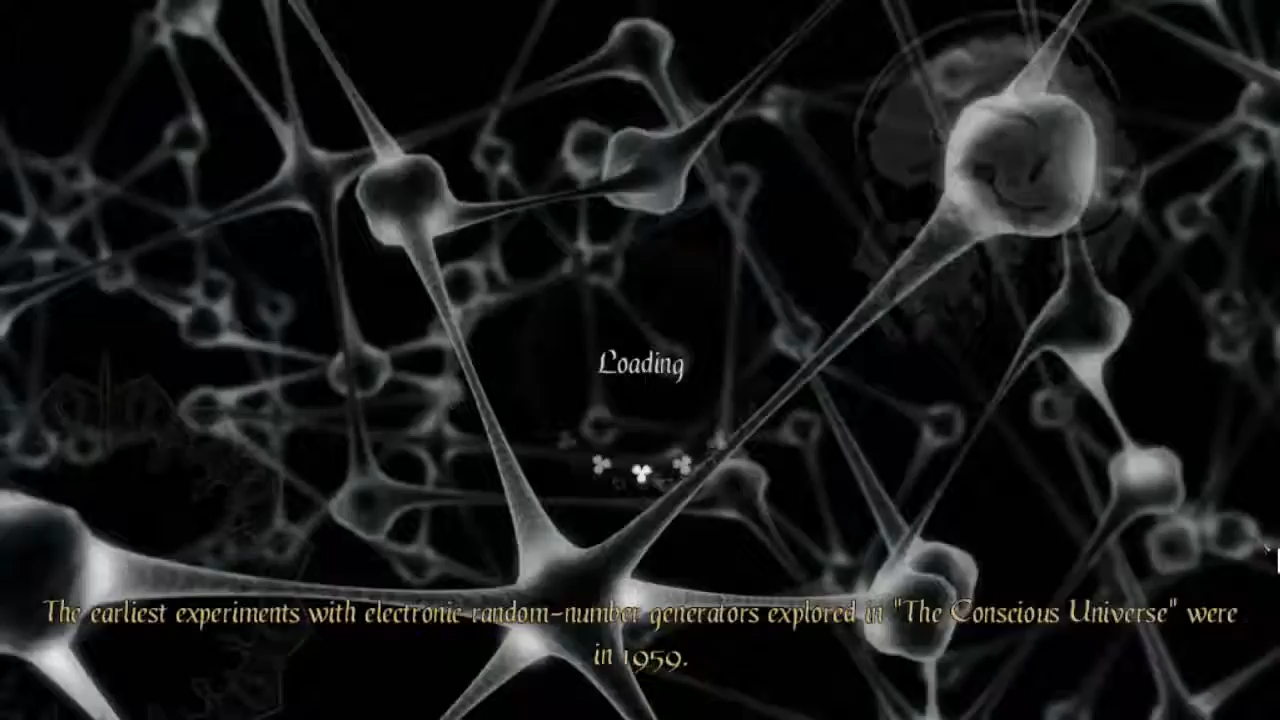 Loading
The earliest experiments with electronic random-number generators explored in "The Conscious Universe" were
in 1959.